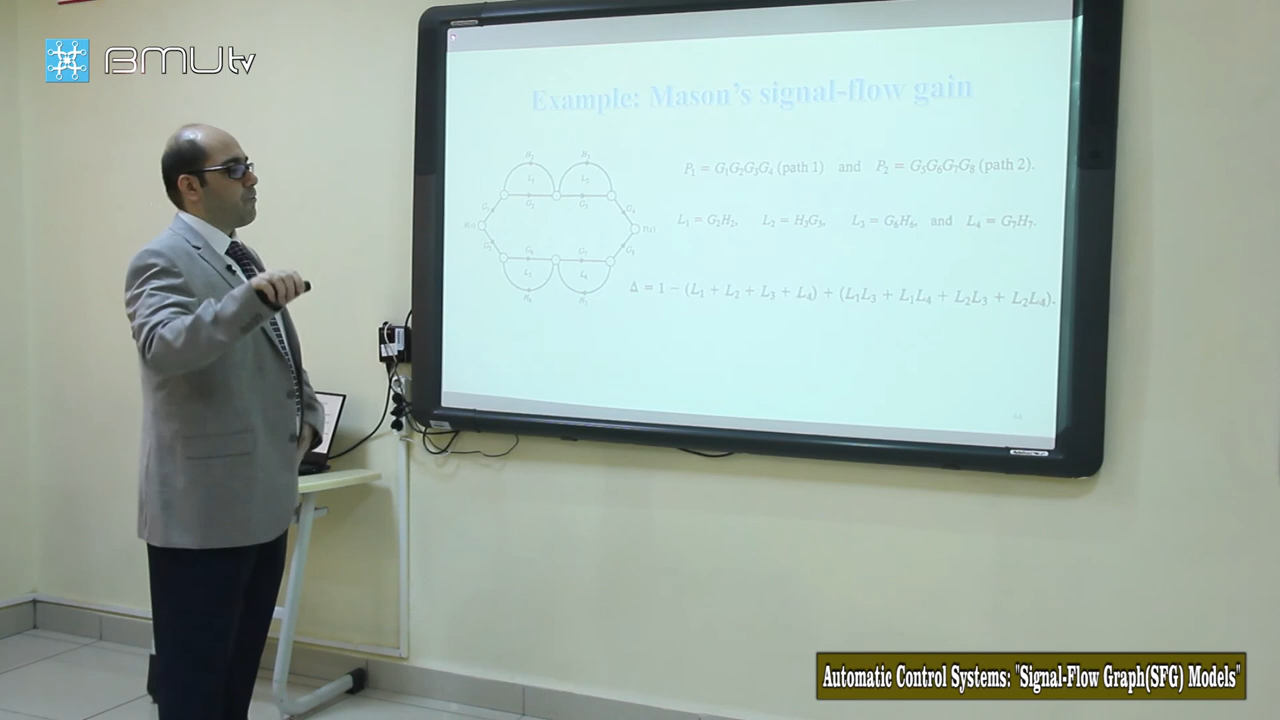 BMUtv
Example: Mason's signal-flow gain
P₁ = G₁G₂G₃G₄ (path 1) and P₂ = G₅G₆G₇G₈ (path 2).
L₁ = G₂H₂, L₂ = H₃G₃, L₃ = G₆H₆, and L₄ = G₇H₇.
Δ = 1 − (L₁ + L₂ + L₃ + L₄) + (L₁L₃ + L₁L₄ + L₂L₃ + L₂L₄).
Automatic Control Systems: "Signal-Flow Graph(SFG) Models"